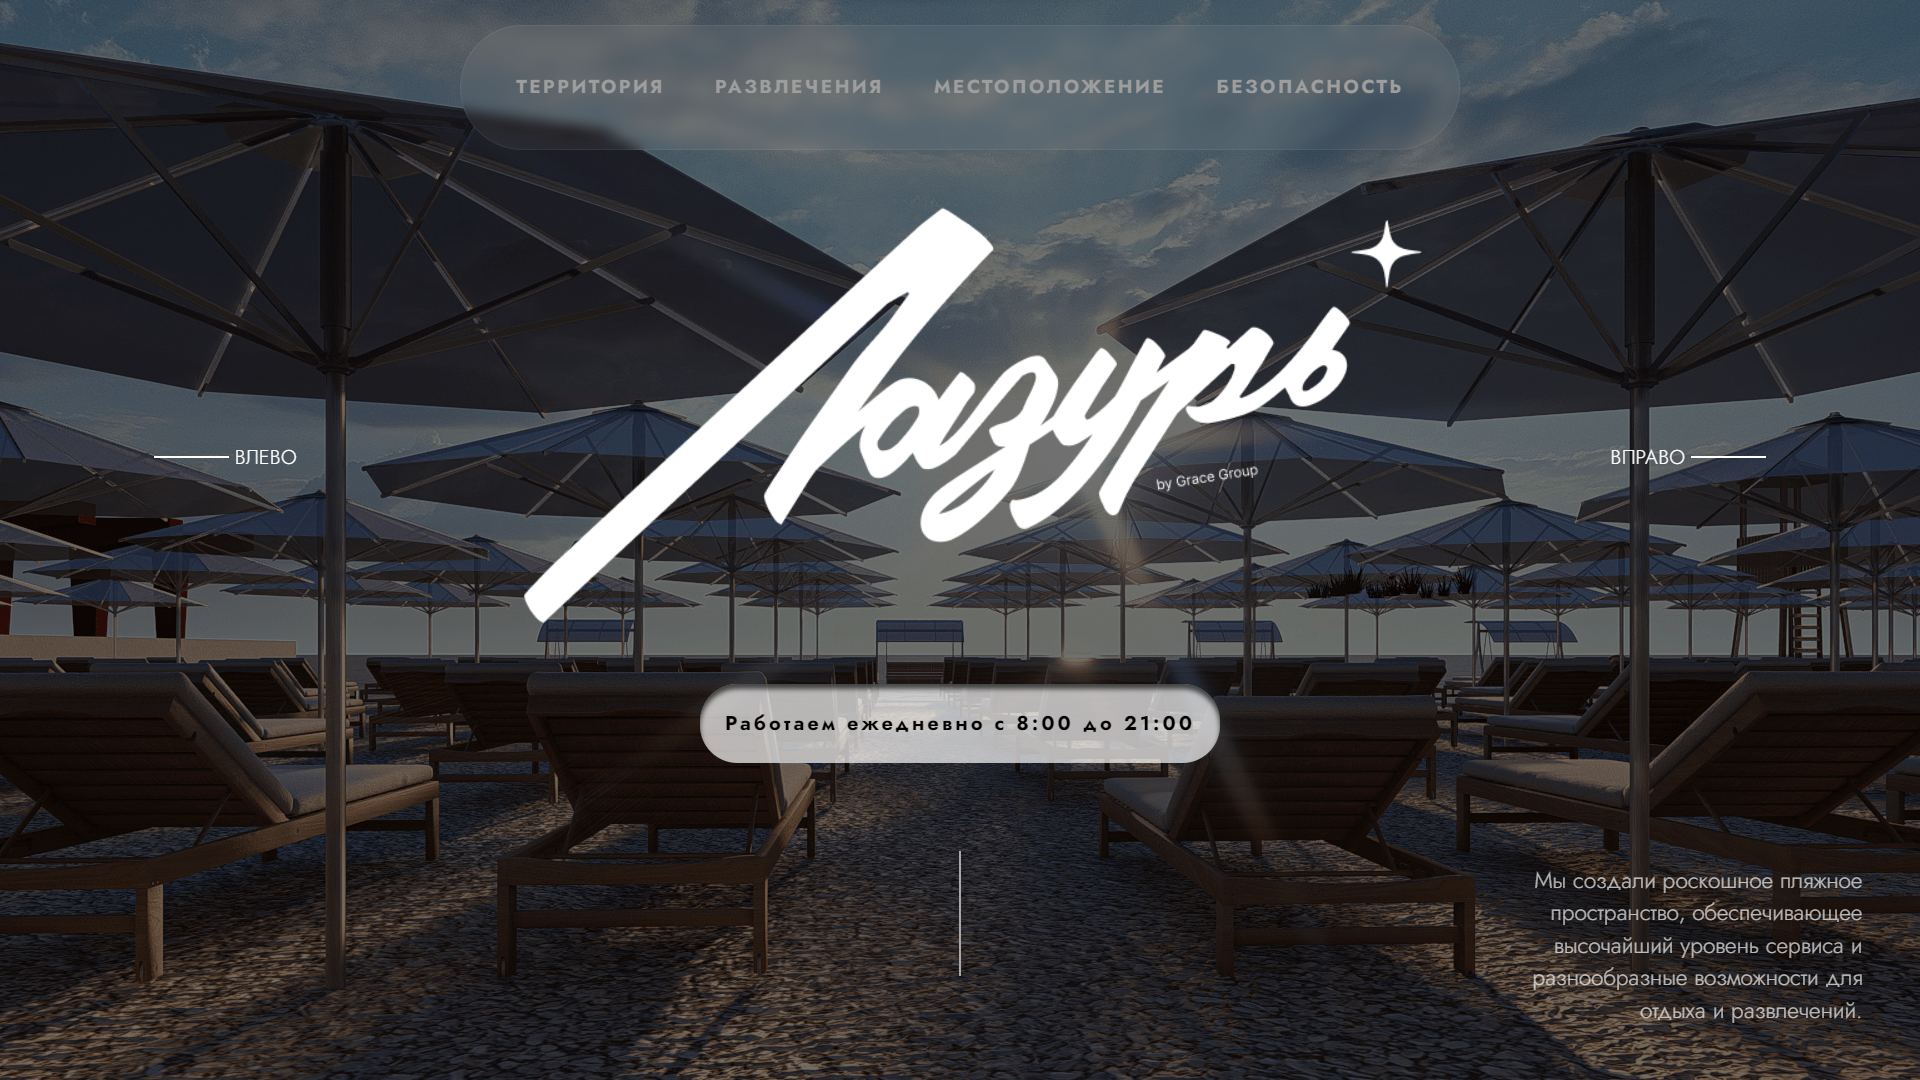 ТЕРРИТОРИЯ РАЗВЛЕЧЕНИЯ МЕСТОПОЛОЖЕНИЕ БЕЗОПАСНОСТЬ
Лазурь
by Grace Group
ВЛЕВО
ВПРАВО
Работаем ежедневно с 8:00 до 21:00
Мы создали роскошное пляжное
пространство, обеспечивающее
высочайший уровень сервиса и
разнообразные возможности для
отдыха и развлечений.